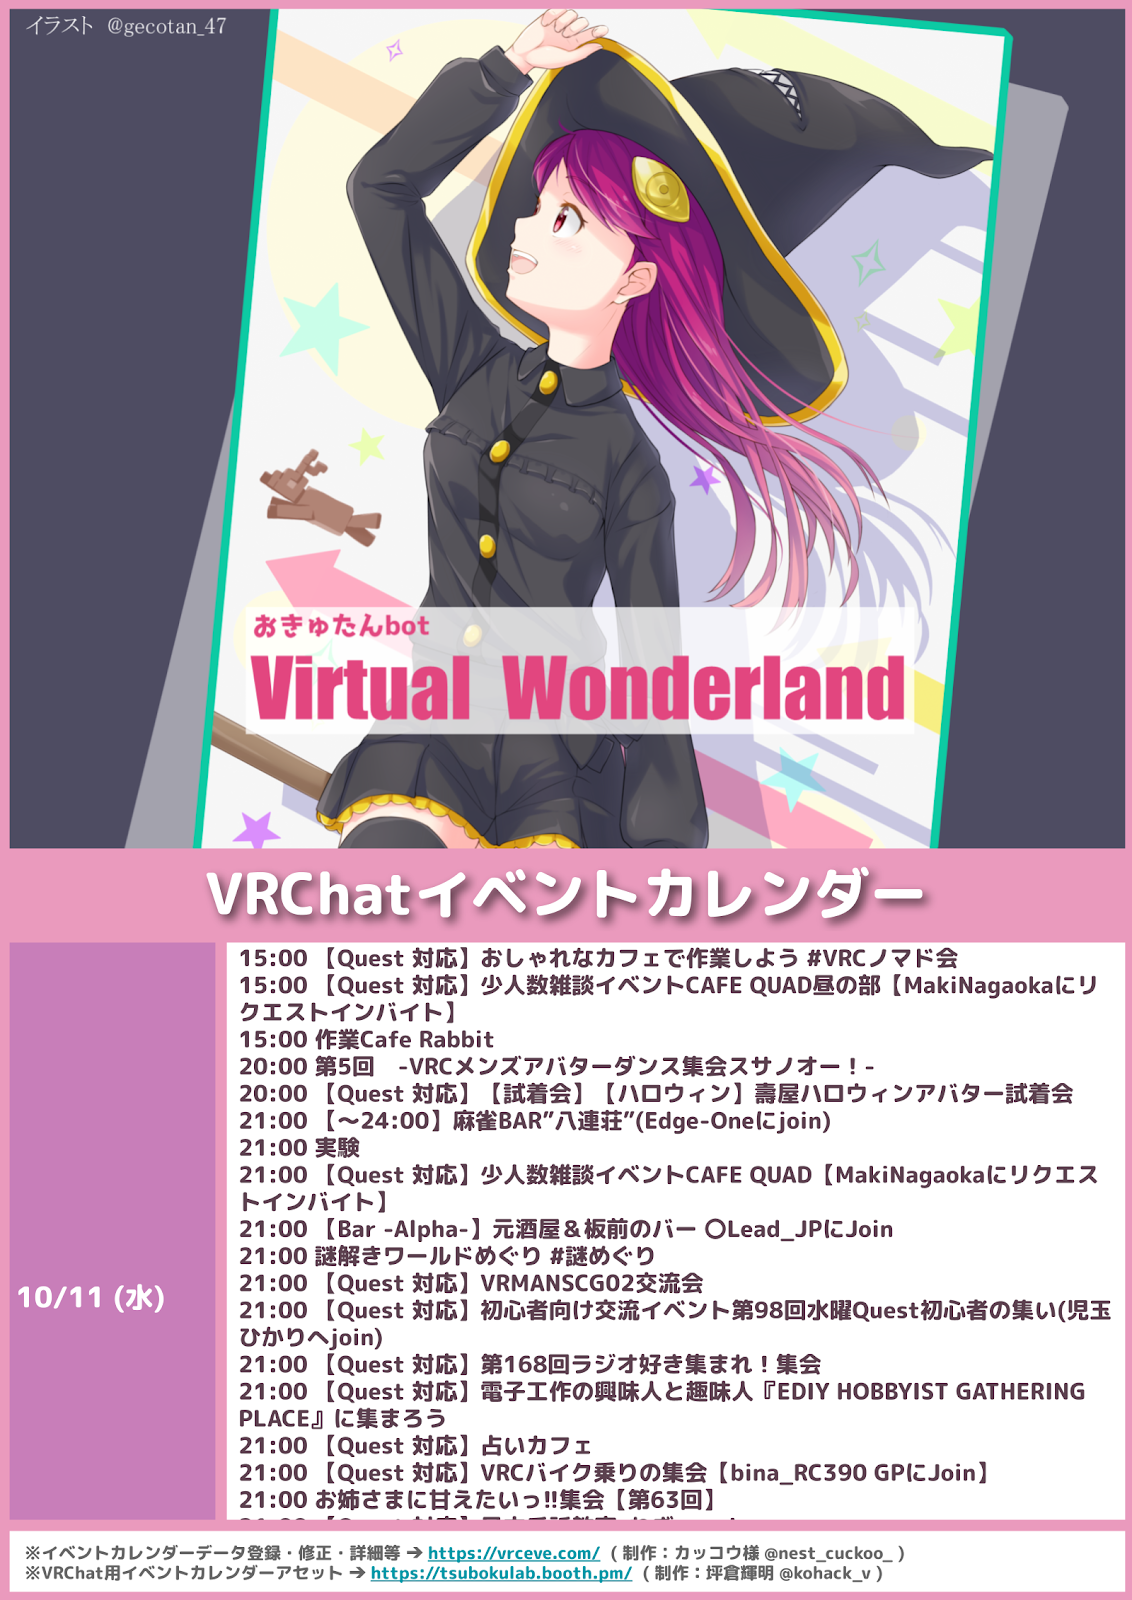 イラスト @gecotan_47
おきゅたんbot
Virtual Wonderland
VRChatイベントカレンダー
10/11 (水)
15:00 【Quest 対応】おしゃれなカフェで作業しよう #VRCノマド会
15:00 【Quest 対応】少人数雑談イベントCAFE QUAD昼の部【MakiNagaokaにリ
クエストインバイト】
15:00 作業Cafe Rabbit
20:00 第5回　-VRCメンズアバターダンス集会スサノオー！-
20:00 【Quest 対応】【試着会】【ハロウィン】壽屋ハロウィンアバター試着会
21:00 【～24:00】麻雀BAR”八連荘”(Edge-Oneにjoin)
21:00 実験
21:00 【Quest 対応】少人数雑談イベントCAFE QUAD【MakiNagaokaにリクエス
トインバイト】
21:00 【Bar -Alpha-】元酒屋＆板前のバー 〇Lead_JPにJoin
21:00 謎解きワールドめぐり #謎めぐり
21:00 【Quest 対応】VRMANSCG02交流会
21:00 【Quest 対応】初心者向け交流イベント第98回水曜Quest初心者の集い(児玉
ひかりへjoin)
21:00 【Quest 対応】第168回ラジオ好き集まれ！集会
21:00 【Quest 対応】電子工作の興味人と趣味人『EDIY HOBBYIST GATHERING
PLACE』に集まろう
21:00 【Quest 対応】占いカフェ
21:00 【Quest 対応】VRCバイク乗りの集会【bina_RC390 GPにJoin】
21:00 お姉さまに甘えたいっ!!集会【第63回】
※イベントカレンダーデータ登録・修正・詳細等 ➔ https://vrceve.com/ ( 制作：カッコウ様 @nest_cuckoo_ )
※VRChat用イベントカレンダーアセット ➔ https://tsubokulab.booth.pm/ ( 制作：坪倉輝明 @kohack_v )